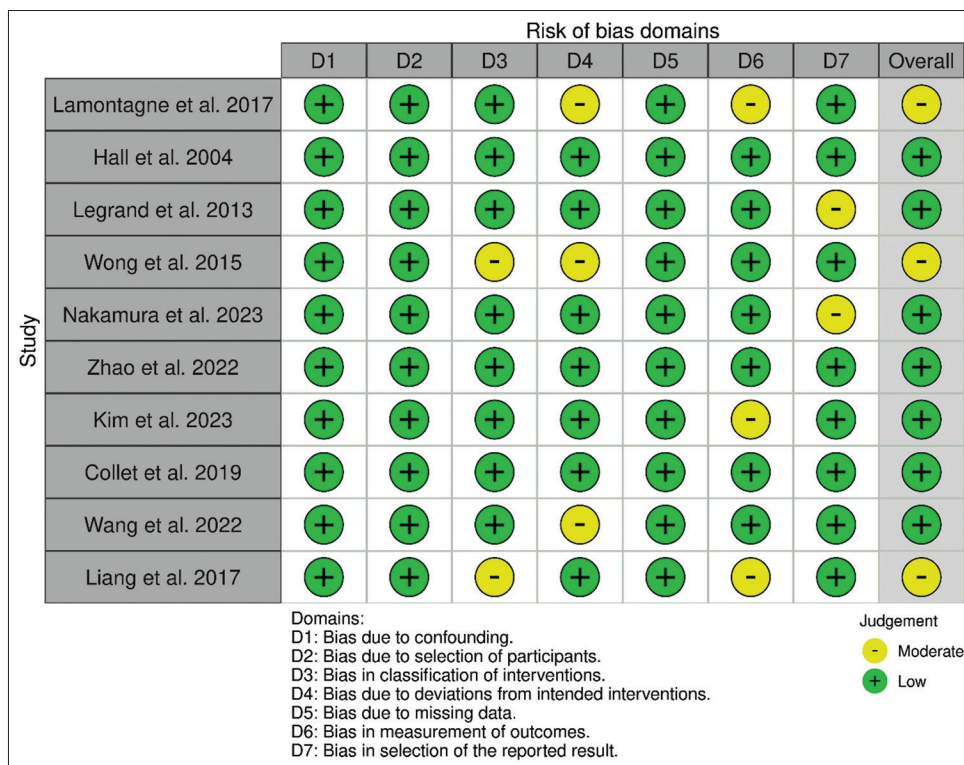 Risk of bias domains
D1 D2 D3 D4 D5 D6 D7 Overall
Lamontagne et al. 2017 + + + - + - + -
Hall et al. 2004 + + + + + + + +
Legrand et al. 2013 + + + + + + - +
Wong et al. 2015 + + - - + + + -
Nakamura et al. 2023 + + + + + + - +
Zhao et al. 2022 + + + + + + + +
Kim et al. 2023 + + + + + - + +
Collet et al. 2019 + + + + + + + +
Wang et al. 2022 + + + - + + + +
Liang et al. 2017 + + - + + - + -
Study
Domains:
D1: Bias due to confounding.
D2: Bias due to selection of participants.
D3: Bias in classification of interventions.
D4: Bias due to deviations from intended interventions.
D5: Bias due to missing data.
D6: Bias in measurement of outcomes.
D7: Bias in selection of the reported result.
Judgement
- Moderate
+ Low